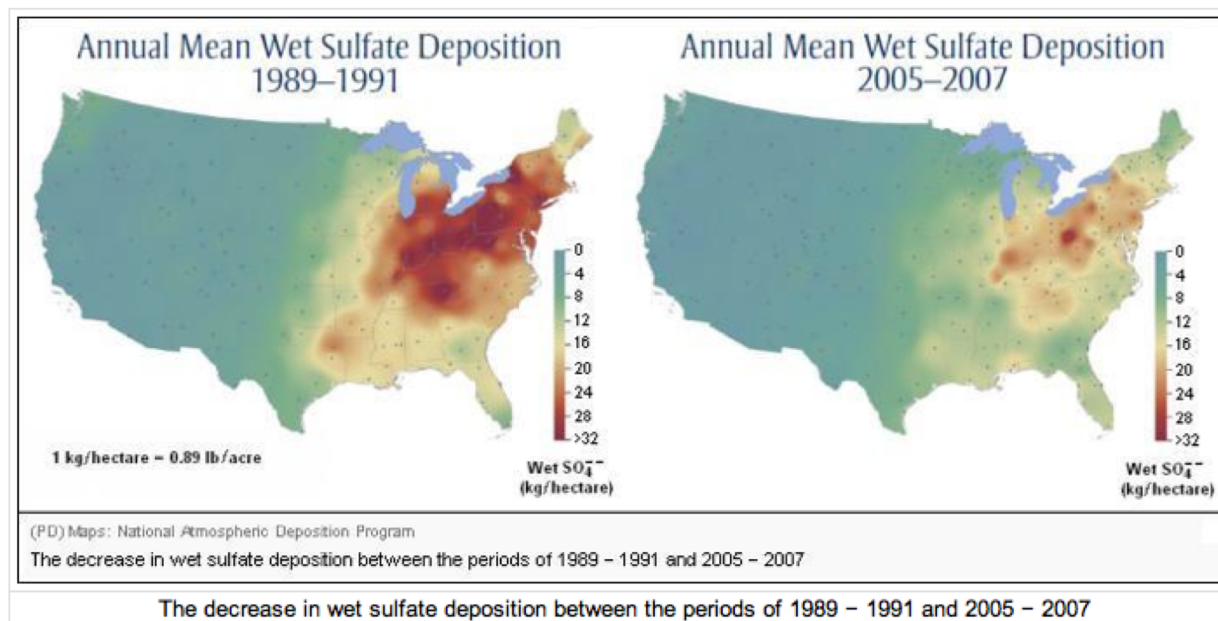 Annual Mean Wet Sulfate Deposition
1989–1991
0
4
8
12
16
20
24
28
>32
1 kg/hectare = 0.89 lb/acre
Wet SO₄⁻⁻
(kg/hectare)
Annual Mean Wet Sulfate Deposition
2005–2007
0
4
8
12
16
20
24
28
>32
Wet SO₄⁻⁻
(kg/hectare)
(PD) Maps: National Atmospheric Deposition Program
The decrease in wet sulfate deposition between the periods of 1989 – 1991 and 2005 – 2007
The decrease in wet sulfate deposition between the periods of 1989 – 1991 and 2005 – 2007